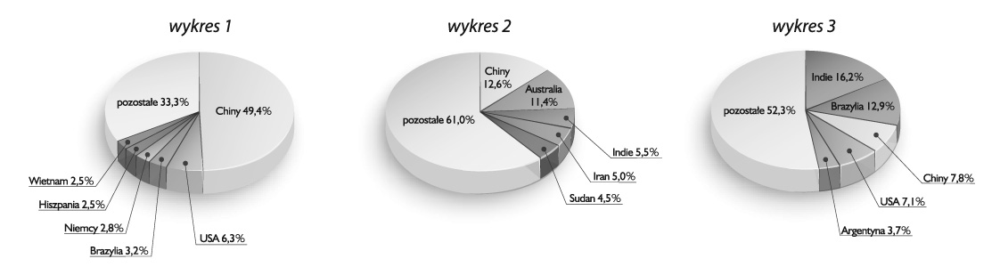 wykres 1
pozostałe 33,3%
Chiny 49,4%
Wietnam 2,5%
Hiszpania 2,5%
Niemcy 2,8%
Brazylia 3,2%
USA 6,3%
wykres 2
Chiny
12,6%
Australia
11,4%
pozostałe 61,0%
Indie 5,5%
Iran 5,0%
Sudan 4,5%
wykres 3
Indie 16,2%
Brazylia 12,9%
pozostałe 52,3%
Chiny 7,8%
USA 7,1%
Argentyna 3,7%